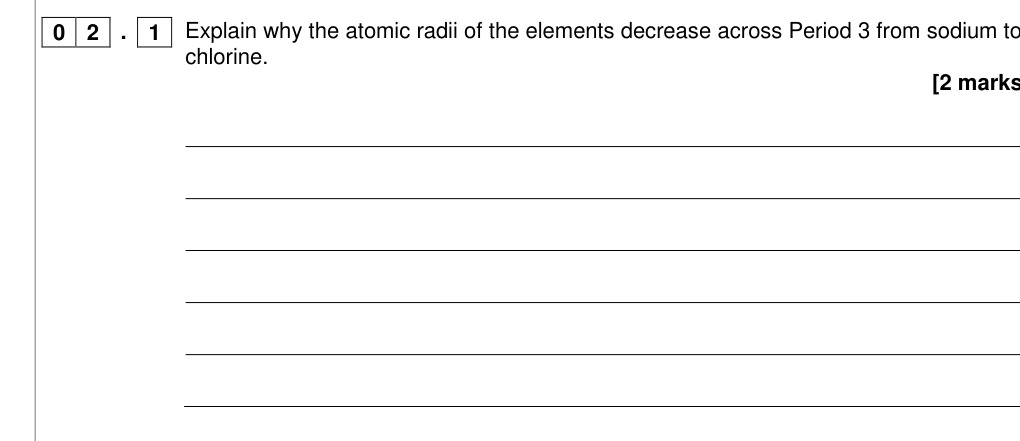 0 2 . 1 Explain why the atomic radii of the elements decrease across Period 3 from sodium to
chlorine.
[2 marks